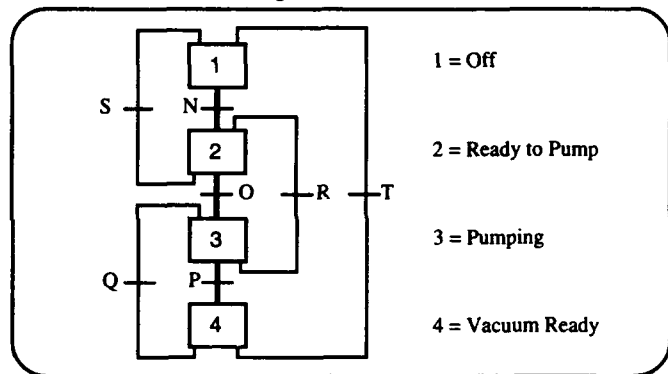 1
1 = Off
S
N
2
2 = Ready to Pump
O
R
T
3
3 = Pumping
Q
P
4
4 = Vacuum Ready